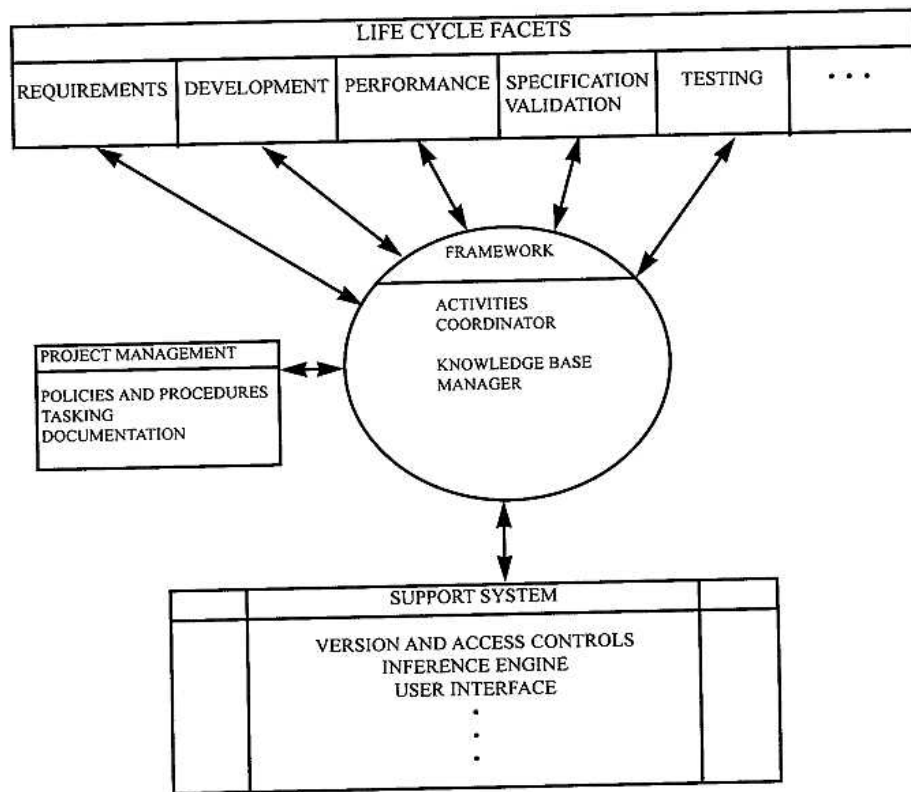 LIFE CYCLE FACETS
REQUIREMENTS
DEVELOPMENT
PERFORMANCE
SPECIFICATION
VALIDATION
TESTING
. . .
FRAMEWORK
ACTIVITIES
COORDINATOR
KNOWLEDGE BASE
MANAGER
PROJECT MANAGEMENT
POLICIES AND PROCEDURES
TASKING
DOCUMENTATION
SUPPORT SYSTEM
VERSION AND ACCESS CONTROLS
INFERENCE ENGINE
USER INTERFACE
.
.
.